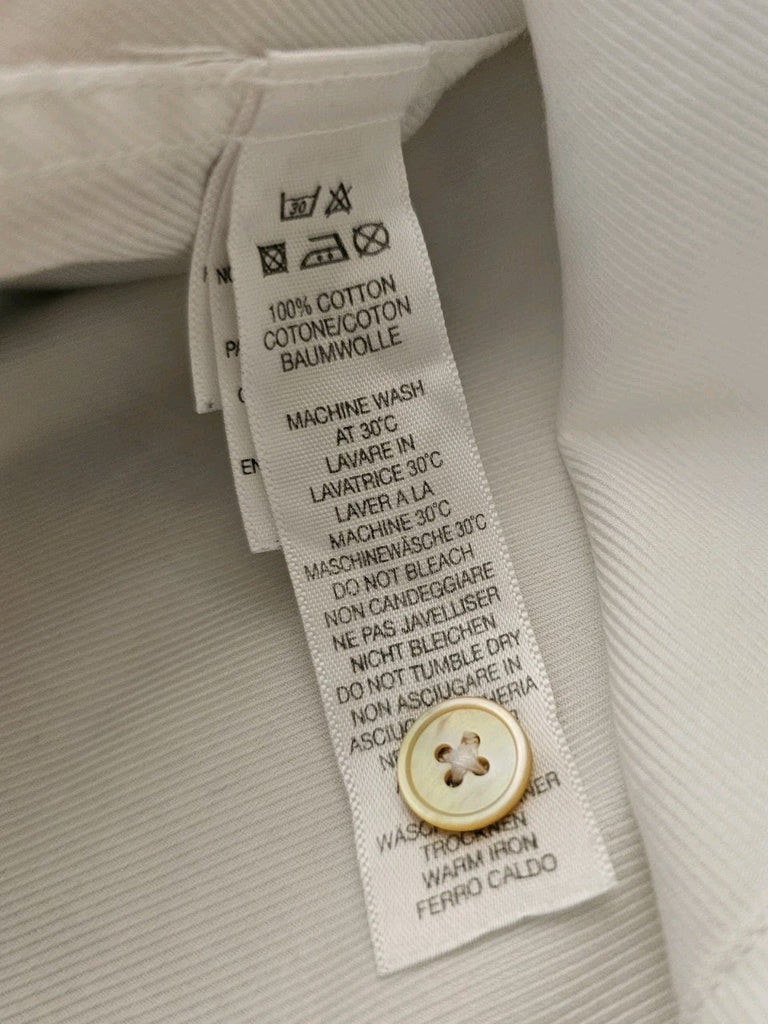 30
100% COTTON
COTONE/COTON
BAUMWOLLE
MACHINE WASH
AT 30°C
LAVARE IN
LAVATRICE 30°C
LAVER A LA
MACHINE 30°C
MASCHINEWÄSCHE 30°C
DO NOT BLEACH
NON CANDEGGIARE
NE PAS JAVELLISER
NICHT BLEICHEN
DO NOT TUMBLE DRY
NON ASCIUGARE IN
TROCKNEN
WARM IRON
FERRO CALDO